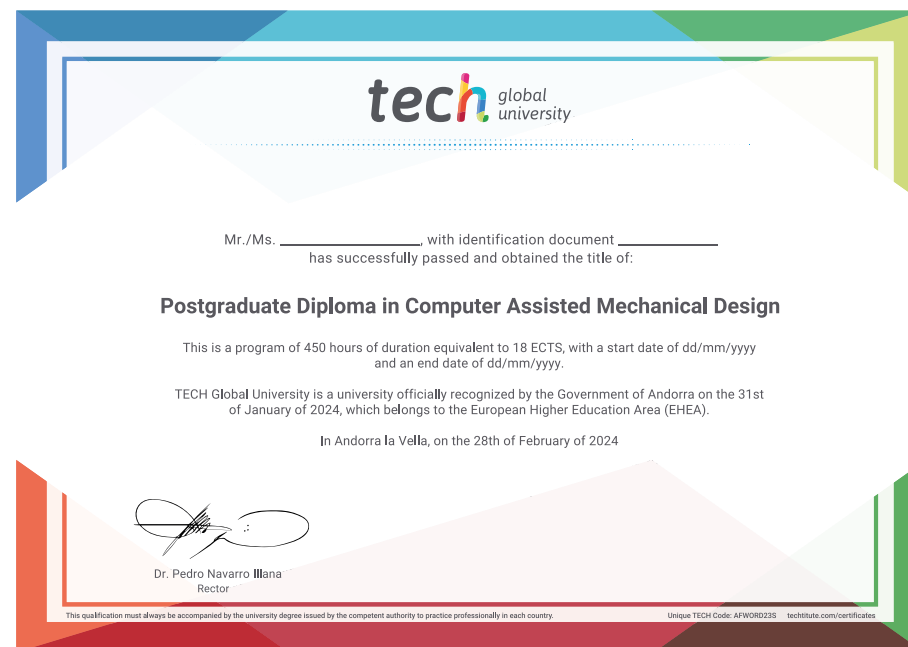 tech global
university
Mr./Ms. ____________________, with identification document ______________
has successfully passed and obtained the title of:
Postgraduate Diploma in Computer Assisted Mechanical Design
This is a program of 450 hours of duration equivalent to 18 ECTS, with a start date of dd/mm/yyyy
and an end date of dd/mm/yyyy.
TECH Global University is a university officially recognized by the Government of Andorra on the 31st
of January of 2024, which belongs to the European Higher Education Area (EHEA).
In Andorra la Vella, on the 28th of February of 2024
Dr. Pedro Navarro Illana
Rector
This qualification must always be accompanied by the university degree issued by the competent authority to practice professionally in each country.
Unique TECH Code: AFWORD23S techtitute.com/certificates